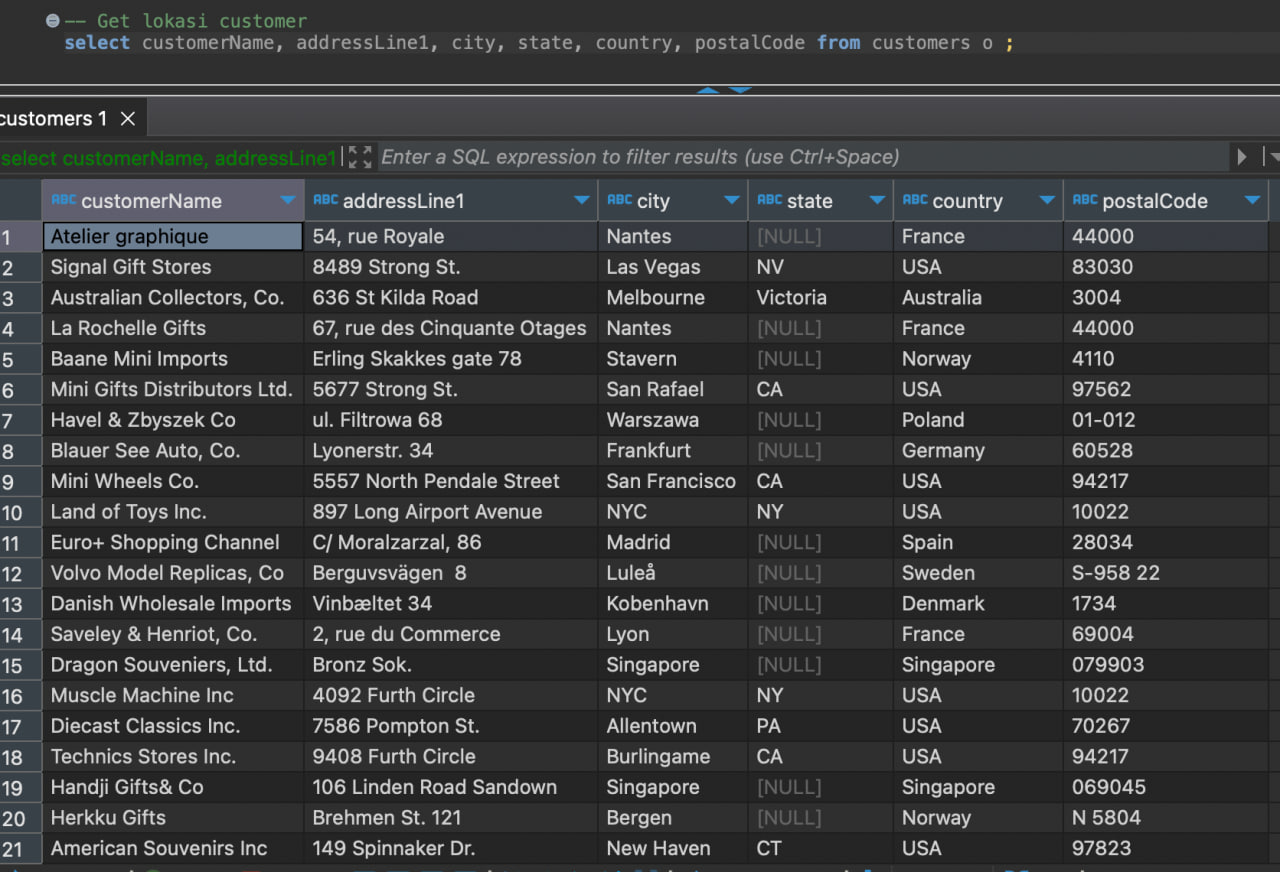 -- Get lokasi customer
select customerName, addressLine1, city, state, country, postalCode from customers o ;
customers 1
select customerName, addressLine1 Enter a SQL expression to filter results (use Ctrl+Space)
ABC customerName ABC addressLine1 ABC city ABC state ABC country ABC postalCode
1 Atelier graphique 54, rue Royale Nantes [NULL] France 44000
2 Signal Gift Stores 8489 Strong St. Las Vegas NV USA 83030
3 Australian Collectors, Co. 636 St Kilda Road Melbourne Victoria Australia 3004
4 La Rochelle Gifts 67, rue des Cinquante Otages Nantes [NULL] France 44000
5 Baane Mini Imports Erling Skakkes gate 78 Stavern [NULL] Norway 4110
6 Mini Gifts Distributors Ltd. 5677 Strong St. San Rafael CA USA 97562
7 Havel & Zbyszek Co ul. Filtrowa 68 Warszawa [NULL] Poland 01-012
8 Blauer See Auto, Co. Lyonerstr. 34 Frankfurt [NULL] Germany 60528
9 Mini Wheels Co. 5557 North Pendale Street San Francisco CA USA 94217
10 Land of Toys Inc. 897 Long Airport Avenue NYC NY USA 10022
11 Euro+ Shopping Channel C/ Moralzarzal, 86 Madrid [NULL] Spain 28034
12 Volvo Model Replicas, Co Berguvsvägen  8 Luleå [NULL] Sweden S-958 22
13 Danish Wholesale Imports Vinbæltet 34 Kobenhavn [NULL] Denmark 1734
14 Saveley & Henriot, Co. 2, rue du Commerce Lyon [NULL] France 69004
15 Dragon Souveniers, Ltd. Bronz Sok. Singapore [NULL] Singapore 079903
16 Muscle Machine Inc 4092 Furth Circle NYC NY USA 10022
17 Diecast Classics Inc. 7586 Pompton St. Allentown PA USA 70267
18 Technics Stores Inc. 9408 Furth Circle Burlingame CA USA 94217
19 Handji Gifts& Co 106 Linden Road Sandown Singapore [NULL] Singapore 069045
20 Herkku Gifts Brehmen St. 121 Bergen [NULL] Norway N 5804
21 American Souvenirs Inc 149 Spinnaker Dr. New Haven CT USA 97823